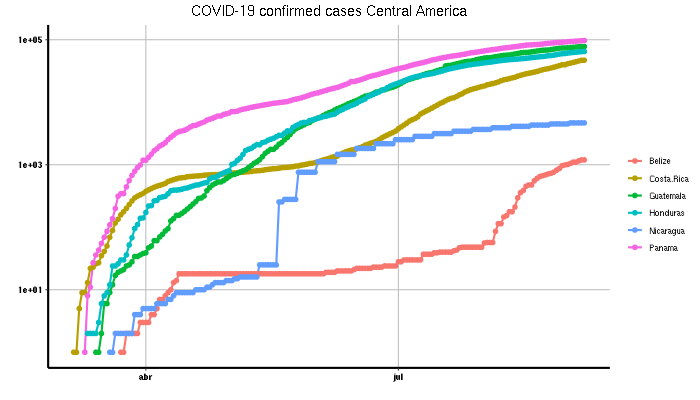 COVID-19 confirmed cases Central America
1e+05
1e+03
1e+01
abr
jul
Belize
Costa.Rica
Guatemala
Honduras
Nicaragua
Panama